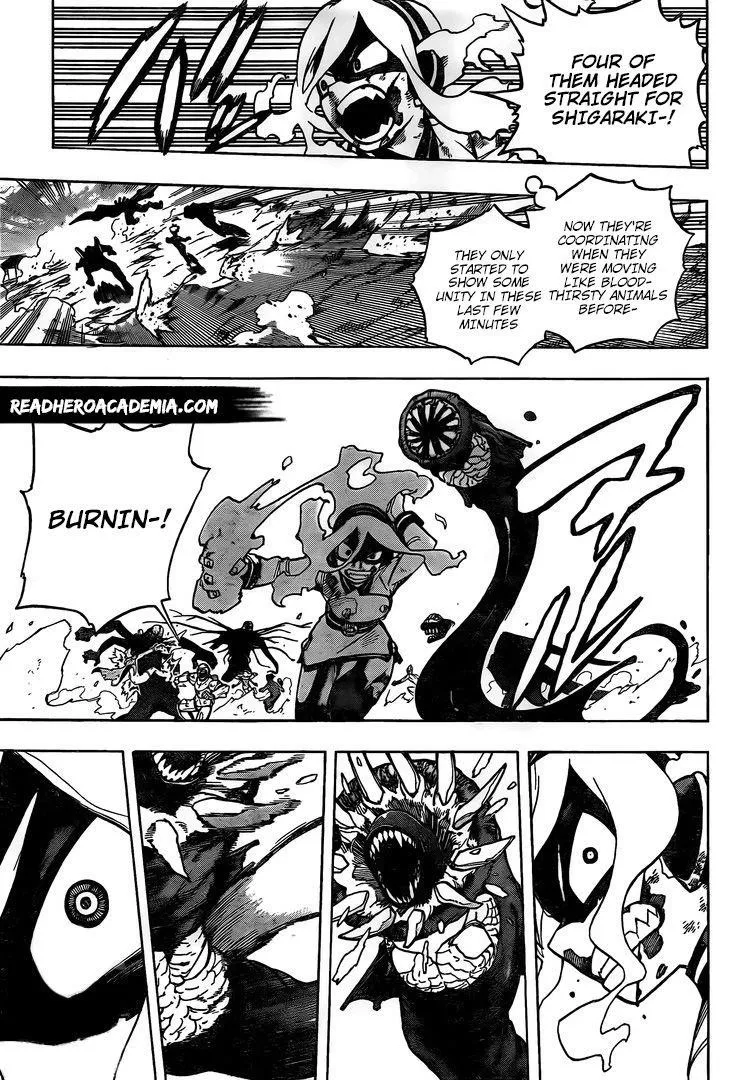 FOUR OF
THEM HEADED
STRAIGHT FOR
SHIGARAKI-!
NOW THEY'RE
COORDINATING
WHEN THEY
WERE MOVING
LIKE BLOOD-
THIRSTY ANIMALS
BEFORE-
THEY ONLY
STARTED TO
SHOW SOME
UNITY IN THESE
LAST FEW
MINUTES
READHEROACADEMIA.COM
BURNIN-!